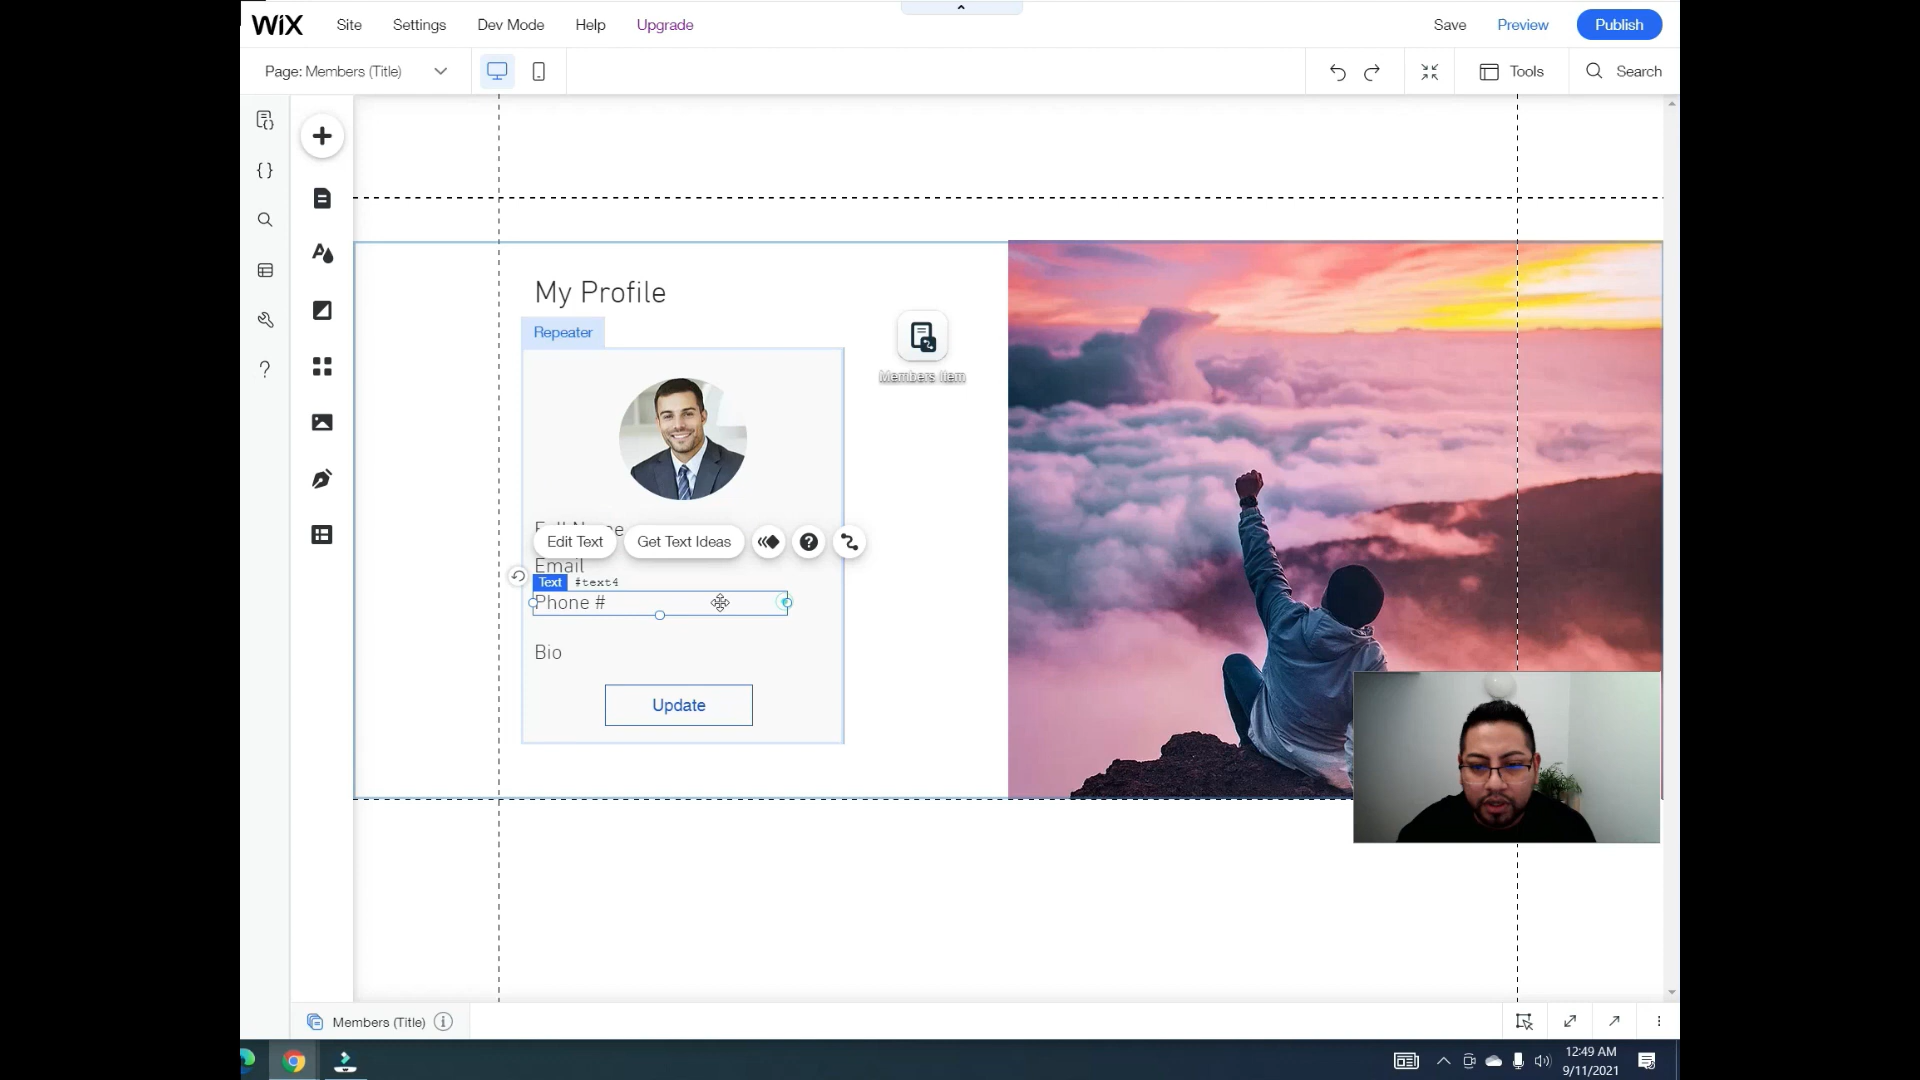 WiX Site Settings Dev Mode Help Upgrade Save Preview Publish
Page: Members (Title) Tools Search
My Profile
Repeater
Members Item
Edit Text Get Text Ideas
Email
Text #text4
Phone #
Bio
Update
Members (Title)
12:49 AM
9/11/2021